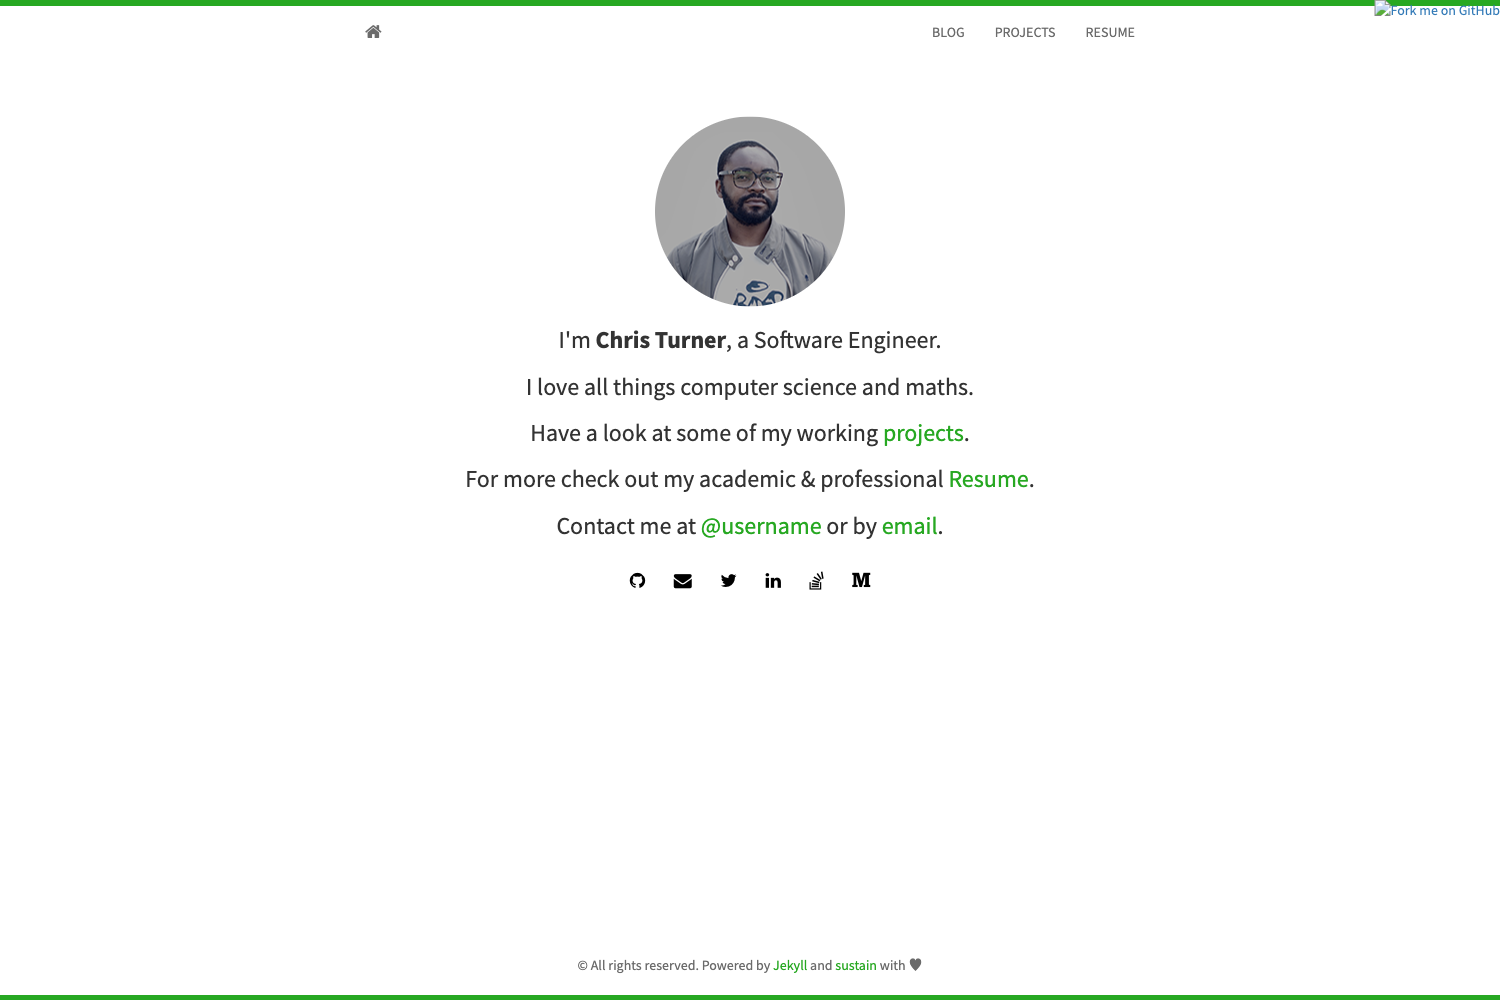 Fork me on GitHub
BLOG PROJECTS RESUME
I'm Chris Turner, a Software Engineer.
I love all things computer science and maths.
Have a look at some of my working projects.
For more check out my academic & professional Resume.
Contact me at @username or by email.
© All rights reserved. Powered by Jekyll and sustain with